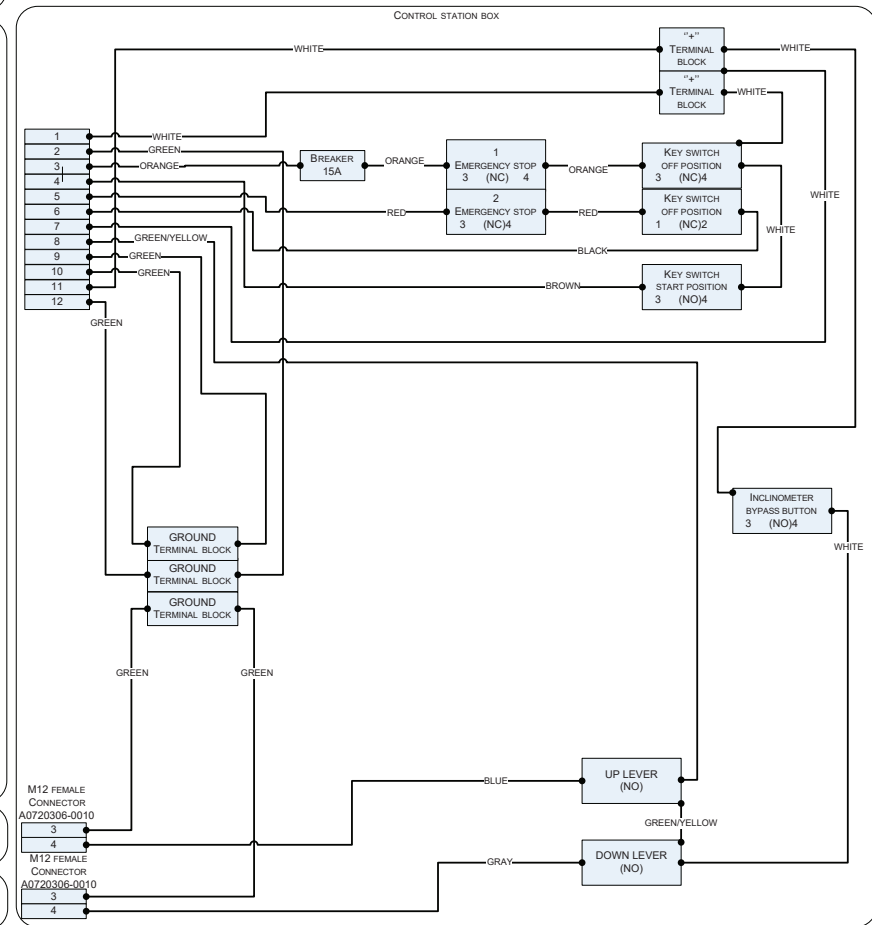 CONTROL STATION BOX
WHITE
"+"
TERMINAL
BLOCK
WHITE
"+"
TERMINAL
BLOCK
WHITE
1
WHITE
2
GREEN
3
ORANGE
BREAKER
15A
ORANGE
1
EMERGENCY STOP
3 (NC) 4
ORANGE
KEY SWITCH
OFF POSITION
3 (NC)4
4
5
RED
2
EMERGENCY STOP
3 (NC)4
RED
KEY SWITCH
OFF POSITION
1 (NC)2
WHITE
WHITE
6
7
8
GREEN/YELLOW
BLACK
9
GREEN
10
GREEN
11
BROWN
KEY SWITCH
START POSITION
3 (NO)4
12
GREEN
INCLINOMETER
BYPASS BUTTON
3 (NO)4
WHITE
GROUND
TERMINAL BLOCK
GROUND
TERMINAL BLOCK
GROUND
TERMINAL BLOCK
GREEN
GREEN
M12 FEMALE
CONNECTOR
A0720306-0010
3
4
BLUE
UP LEVER
(NO)
GREEN/YELLOW
M12 FEMALE
CONNECTOR
A0720306-0010
3
4
GRAY
DOWN LEVER
(NO)